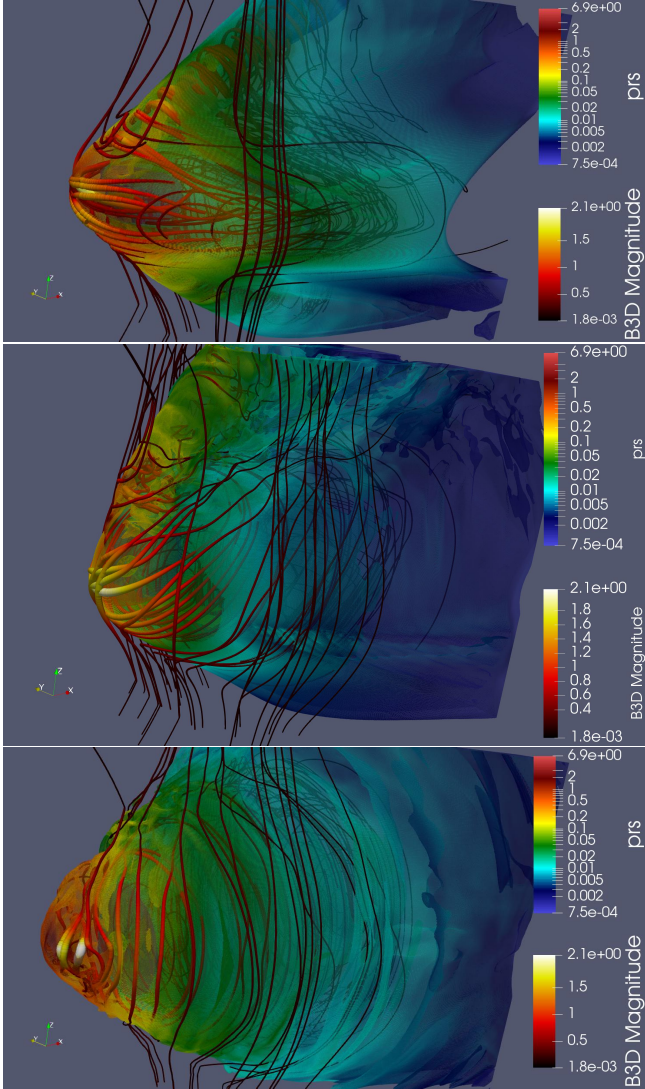 6.9e+00
2
1
0.5
0.2
0.1
0.05
0.02
0.01
0.005
0.002
7.5e-04
prs
2.1e+00
1.5
1
0.5
1.8e-03
B3D Magnitude
Y
Z
X
6.9e+00
2
1
0.5
0.2
0.1
0.05
0.02
0.01
0.005
0.002
7.5e-04
prs
2.1e+00
1.8
1.6
1.4
1.2
1
0.8
0.6
0.4
1.8e-03
B3D Magnitude
Y
Z
X
6.9e+00
2
1
0.5
0.2
0.1
0.05
0.02
0.01
0.005
0.002
7.5e-04
prs
2.1e+00
1.5
1
0.5
1.8e-03
B3D Magnitude
Y
Z
X